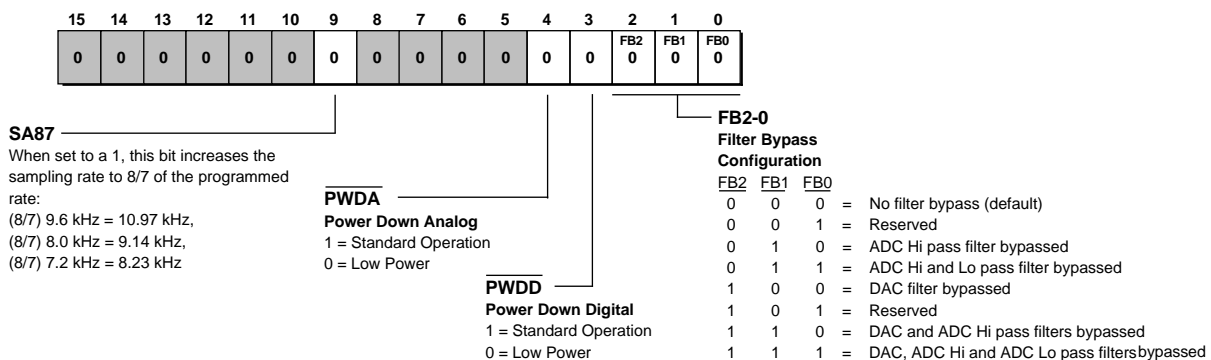 15 14 13 12 11 10 9 8 7 6 5 4 3 2 1 0
FB2 FB1 FB0
0 0 0 0 0 0 0 0 0 0 0 0 0 0 0 0
SA87
When set to a 1, this bit increases the
sampling rate to 8/7 of the programmed
rate:
(8/7) 9.6 kHz = 10.97 kHz,
(8/7) 8.0 kHz = 9.14 kHz,
(8/7) 7.2 kHz = 8.23 kHz
PWDA
Power Down Analog
1 = Standard Operation
0 = Low Power
PWDD
Power Down Digital
1 = Standard Operation
0 = Low Power
FB2-0
Filter Bypass
Configuration
FB2 FB1 FB0
0 0 0 = No filter bypass (default)
0 0 1 = Reserved
0 1 0 = ADC Hi pass filter bypassed
0 1 1 = ADC Hi and Lo pass filter bypassed
1 0 0 = DAC filter bypassed
1 0 1 = Reserved
1 1 0 = DAC and ADC Hi pass filters bypassed
1 1 1 = DAC, ADC Hi and ADC Lo pass filters bypassed